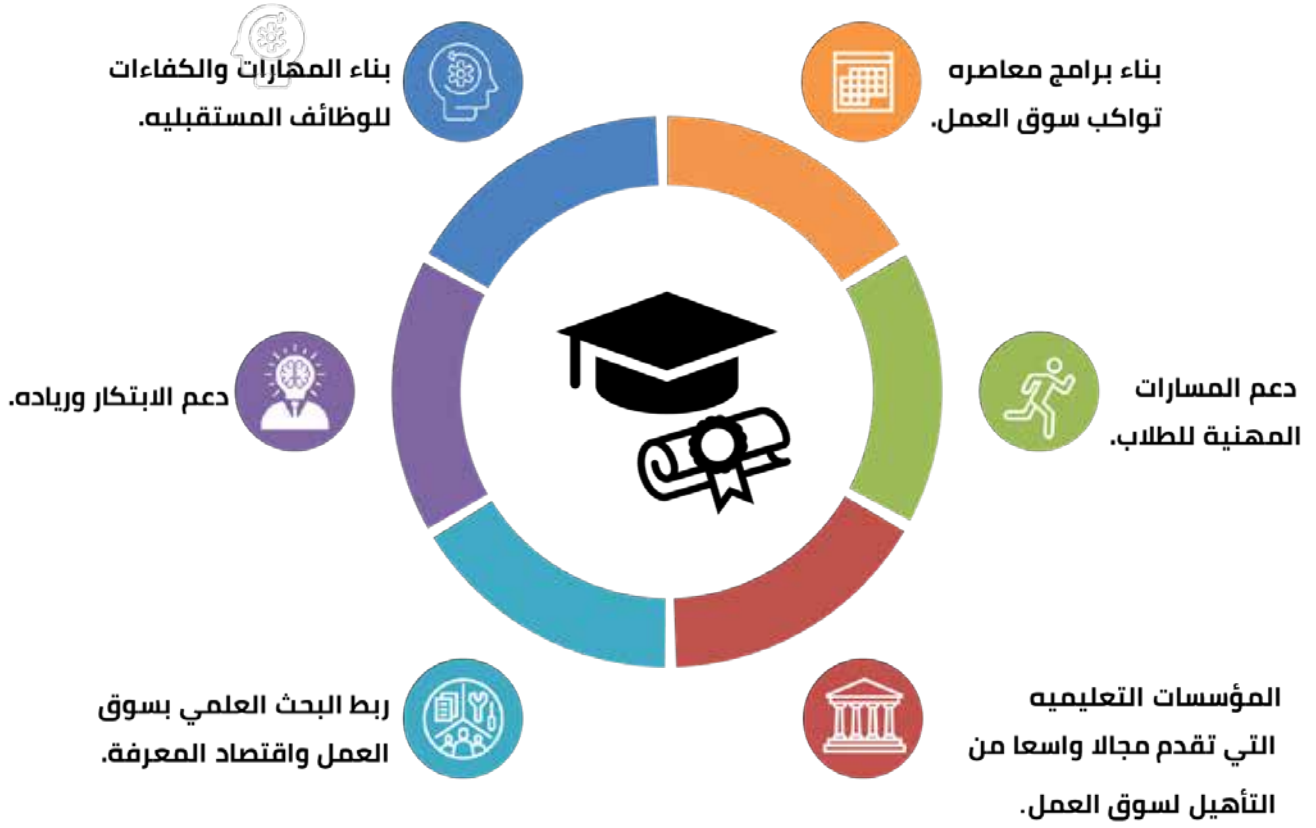 بناء برامج معاصره
تواكب سوق العمل.
دعم المسارات
المهنية للطلاب.
المؤسسات التعليميه
التي تقدم مجالا واسعا من
التأهيل لسوق العمل.
ربط البحث العلمي بسوق
العمل واقتصاد المعرفة.
دعم الابتكار ورياده.
بناء المهارات والكفاءات
للوظائف المستقبليه.